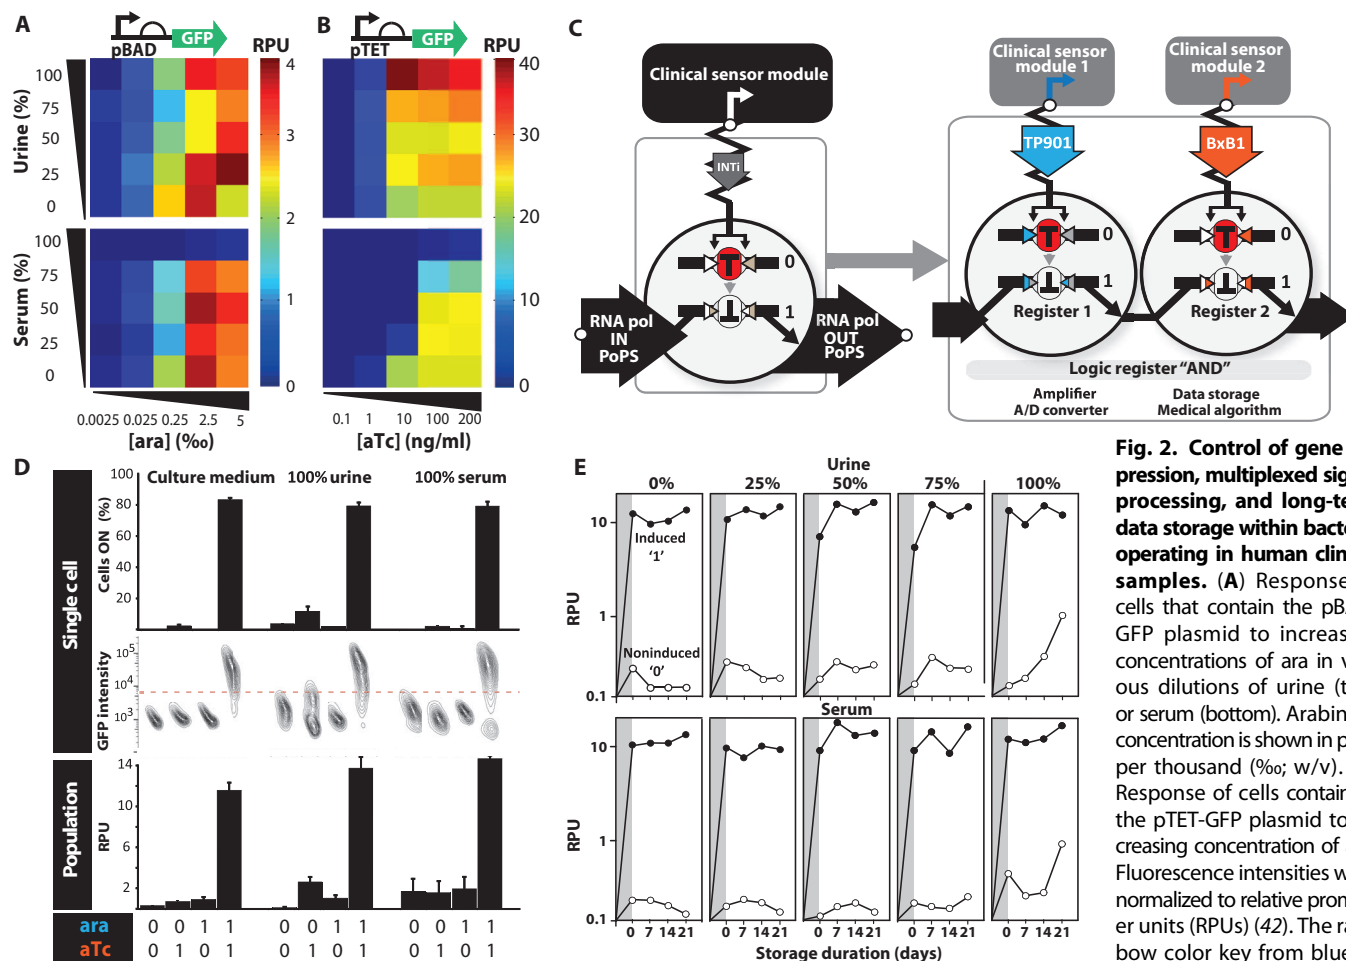 A
pBAD
GFP
RPU
B
pTET
GFP
RPU
Urine (%)
100
75
50
25
0
4
3
2
1
0
Serum (%)
100
75
50
25
0
40
30
20
10
0
0.0025 0.025 0.25 2.5 5
[ara] (‰)
0.1 1 10 100 200
[aTc] (ng/ml)
C
Clinical sensor module
INTi
0
1
RNA pol
IN
PoPS
RNA pol
OUT
PoPS
Clinical sensor
module 1
Clinical sensor
module 2
TP901
BxB1
0
1
Register 1
0
1
Register 2
Logic register "AND"
Amplifier
A/D converter
Data storage
Medical algorithm
D
Single cell
Population
Culture medium
100% urine
100% serum
Cells ON (%)
100
80
60
40
20
GFP intensity
10⁵
10⁴
10³
RPU
14
10
6
2
ara 0 0 1 1 0 0 1 1 0 0 1 1
aTc 0 1 0 1 0 1 0 1 0 1 0 1
E
Urine
0% 25% 50% 75% 100%
RPU
10
1
0.1
Induced
'1'
Noninduced
'0'
Serum
RPU
10
1
0.1
0 7 14 21 0 7 14 21 0 7 14 21 0 7 14 21 0 7 14 21
Storage duration (days)
Fig. 2. Control of gene
pression, multiplexed sig
processing, and long-te
data storage within bacte
operating in human clin
samples. (A) Response
cells that contain the pBA
GFP plasmid to increas
concentrations of ara in v
ous dilutions of urine (t
or serum (bottom). Arabin
concentration is shown in p
per thousand (‰; w/v).
Response of cells contain
the pTET-GFP plasmid to
creasing concentration of
Fluorescence intensities w
normalized to relative pron
er units (RPUs) (42). The ra
bow color key from blue